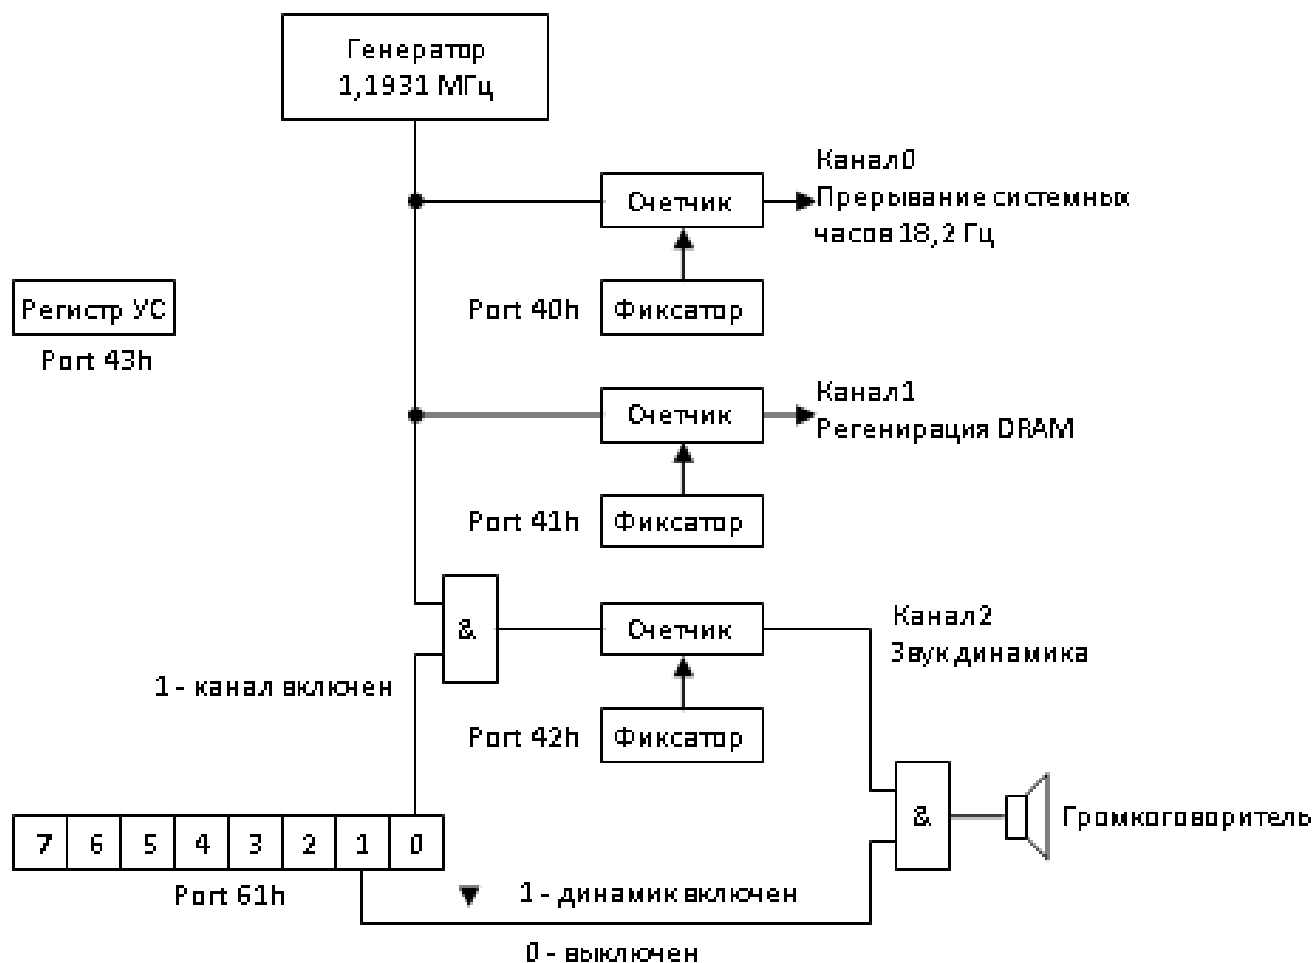 Генератор
1,1931 МГц
Канал0
Прерывание системных
часов 18,2 Гц
Счетчик
Port 40h
Фиксатор
Регистр УС
Port 43h
Канал1
Регенирация DRAM
Счетчик
Port 41h
Фиксатор
&
Счетчик
Канал2
Звук динамика
1 - канал включен
Port 42h
Фиксатор
&
Громкоговоритель
7 6 5 4 3 2 1 0
Port 61h
1 - динамик включен
0 - выключен